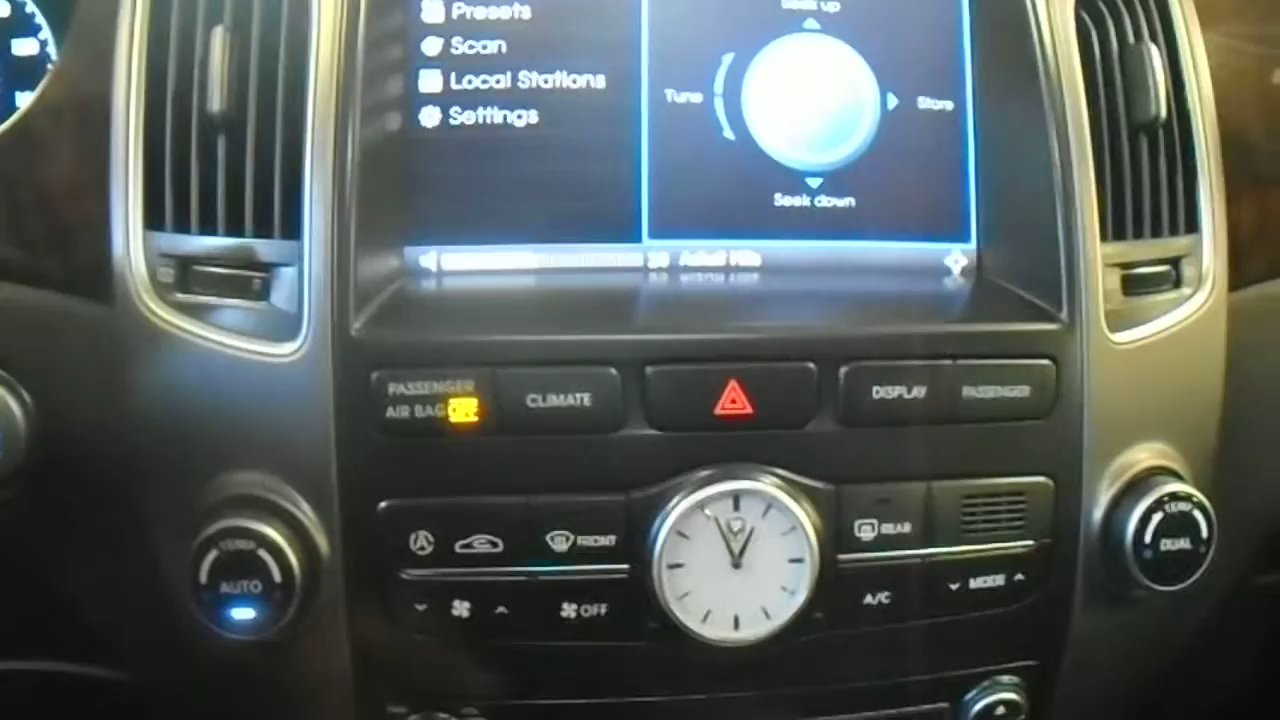 Presets
Seek up
Scan
Local Stations
Tune
Store
Settings
Seek down
PASSENGER
AIR BAG OFF
CLIMATE
DISPLAY
PASSENGER
FRONT
REAR
TEMP
AUTO
TEMP
DUAL
OFF
A/C
MODE